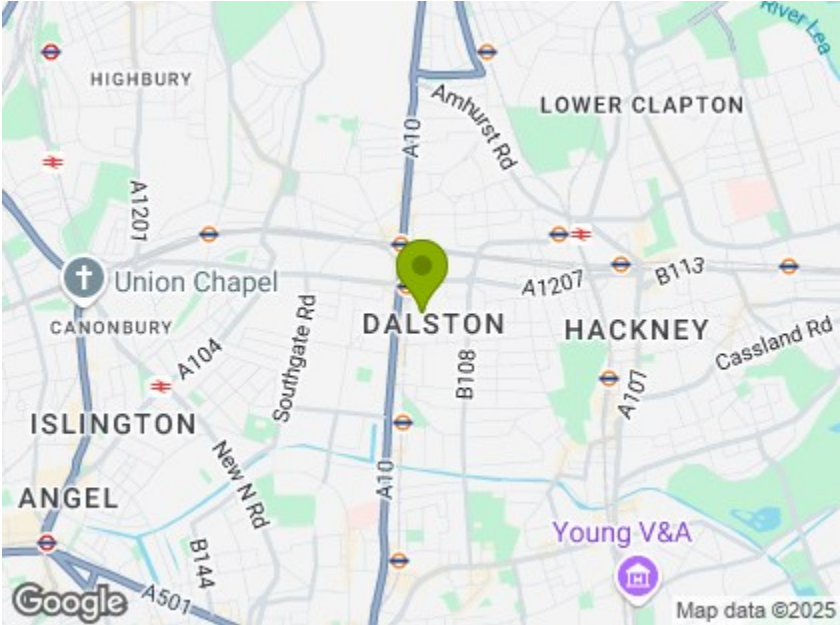 River Lea
HIGHBURY
LOWER CLAPTON
Amhurst Rd
A10
A1201
Union Chapel
A1207
B113
CANONBURY
Southgate Rd
DALSTON
HACKNEY
Cassland Rd
A104
B108
A107
ISLINGTON
New N Rd
A10
ANGEL
Young V&A
B144
A501
Google
Map data ©2025